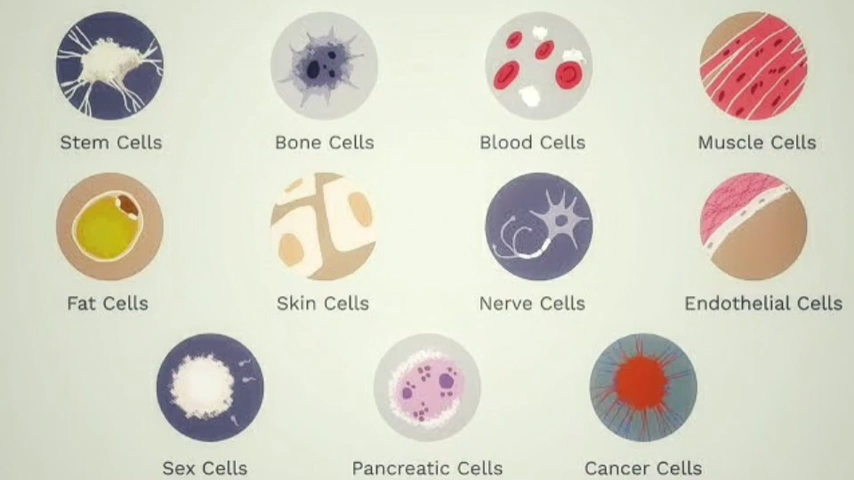 Stem Cells
Bone Cells
Blood Cells
Muscle Cells
Fat Cells
Skin Cells
Nerve Cells
Endothelial Cells
Sex Cells
Pancreatic Cells
Cancer Cells